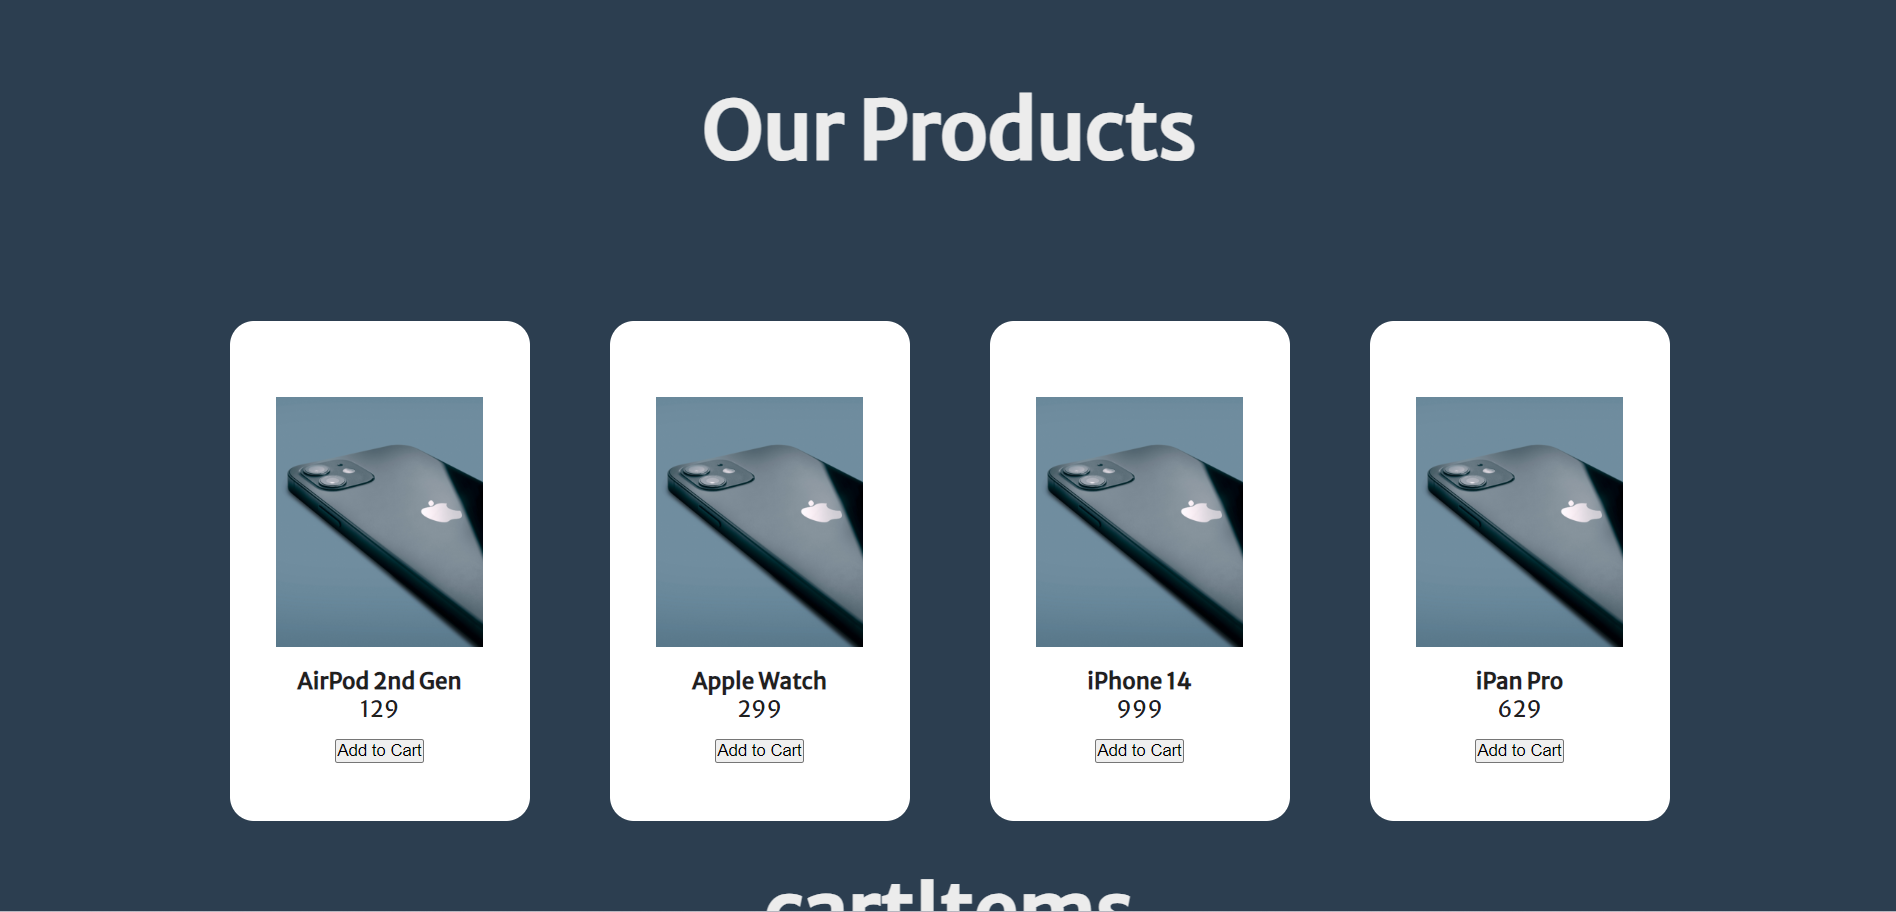 Our Products
AirPod 2nd Gen
129
Add to Cart
Apple Watch
299
Add to Cart
iPhone 14
999
Add to Cart
iPan Pro
629
Add to Cart
cartItems